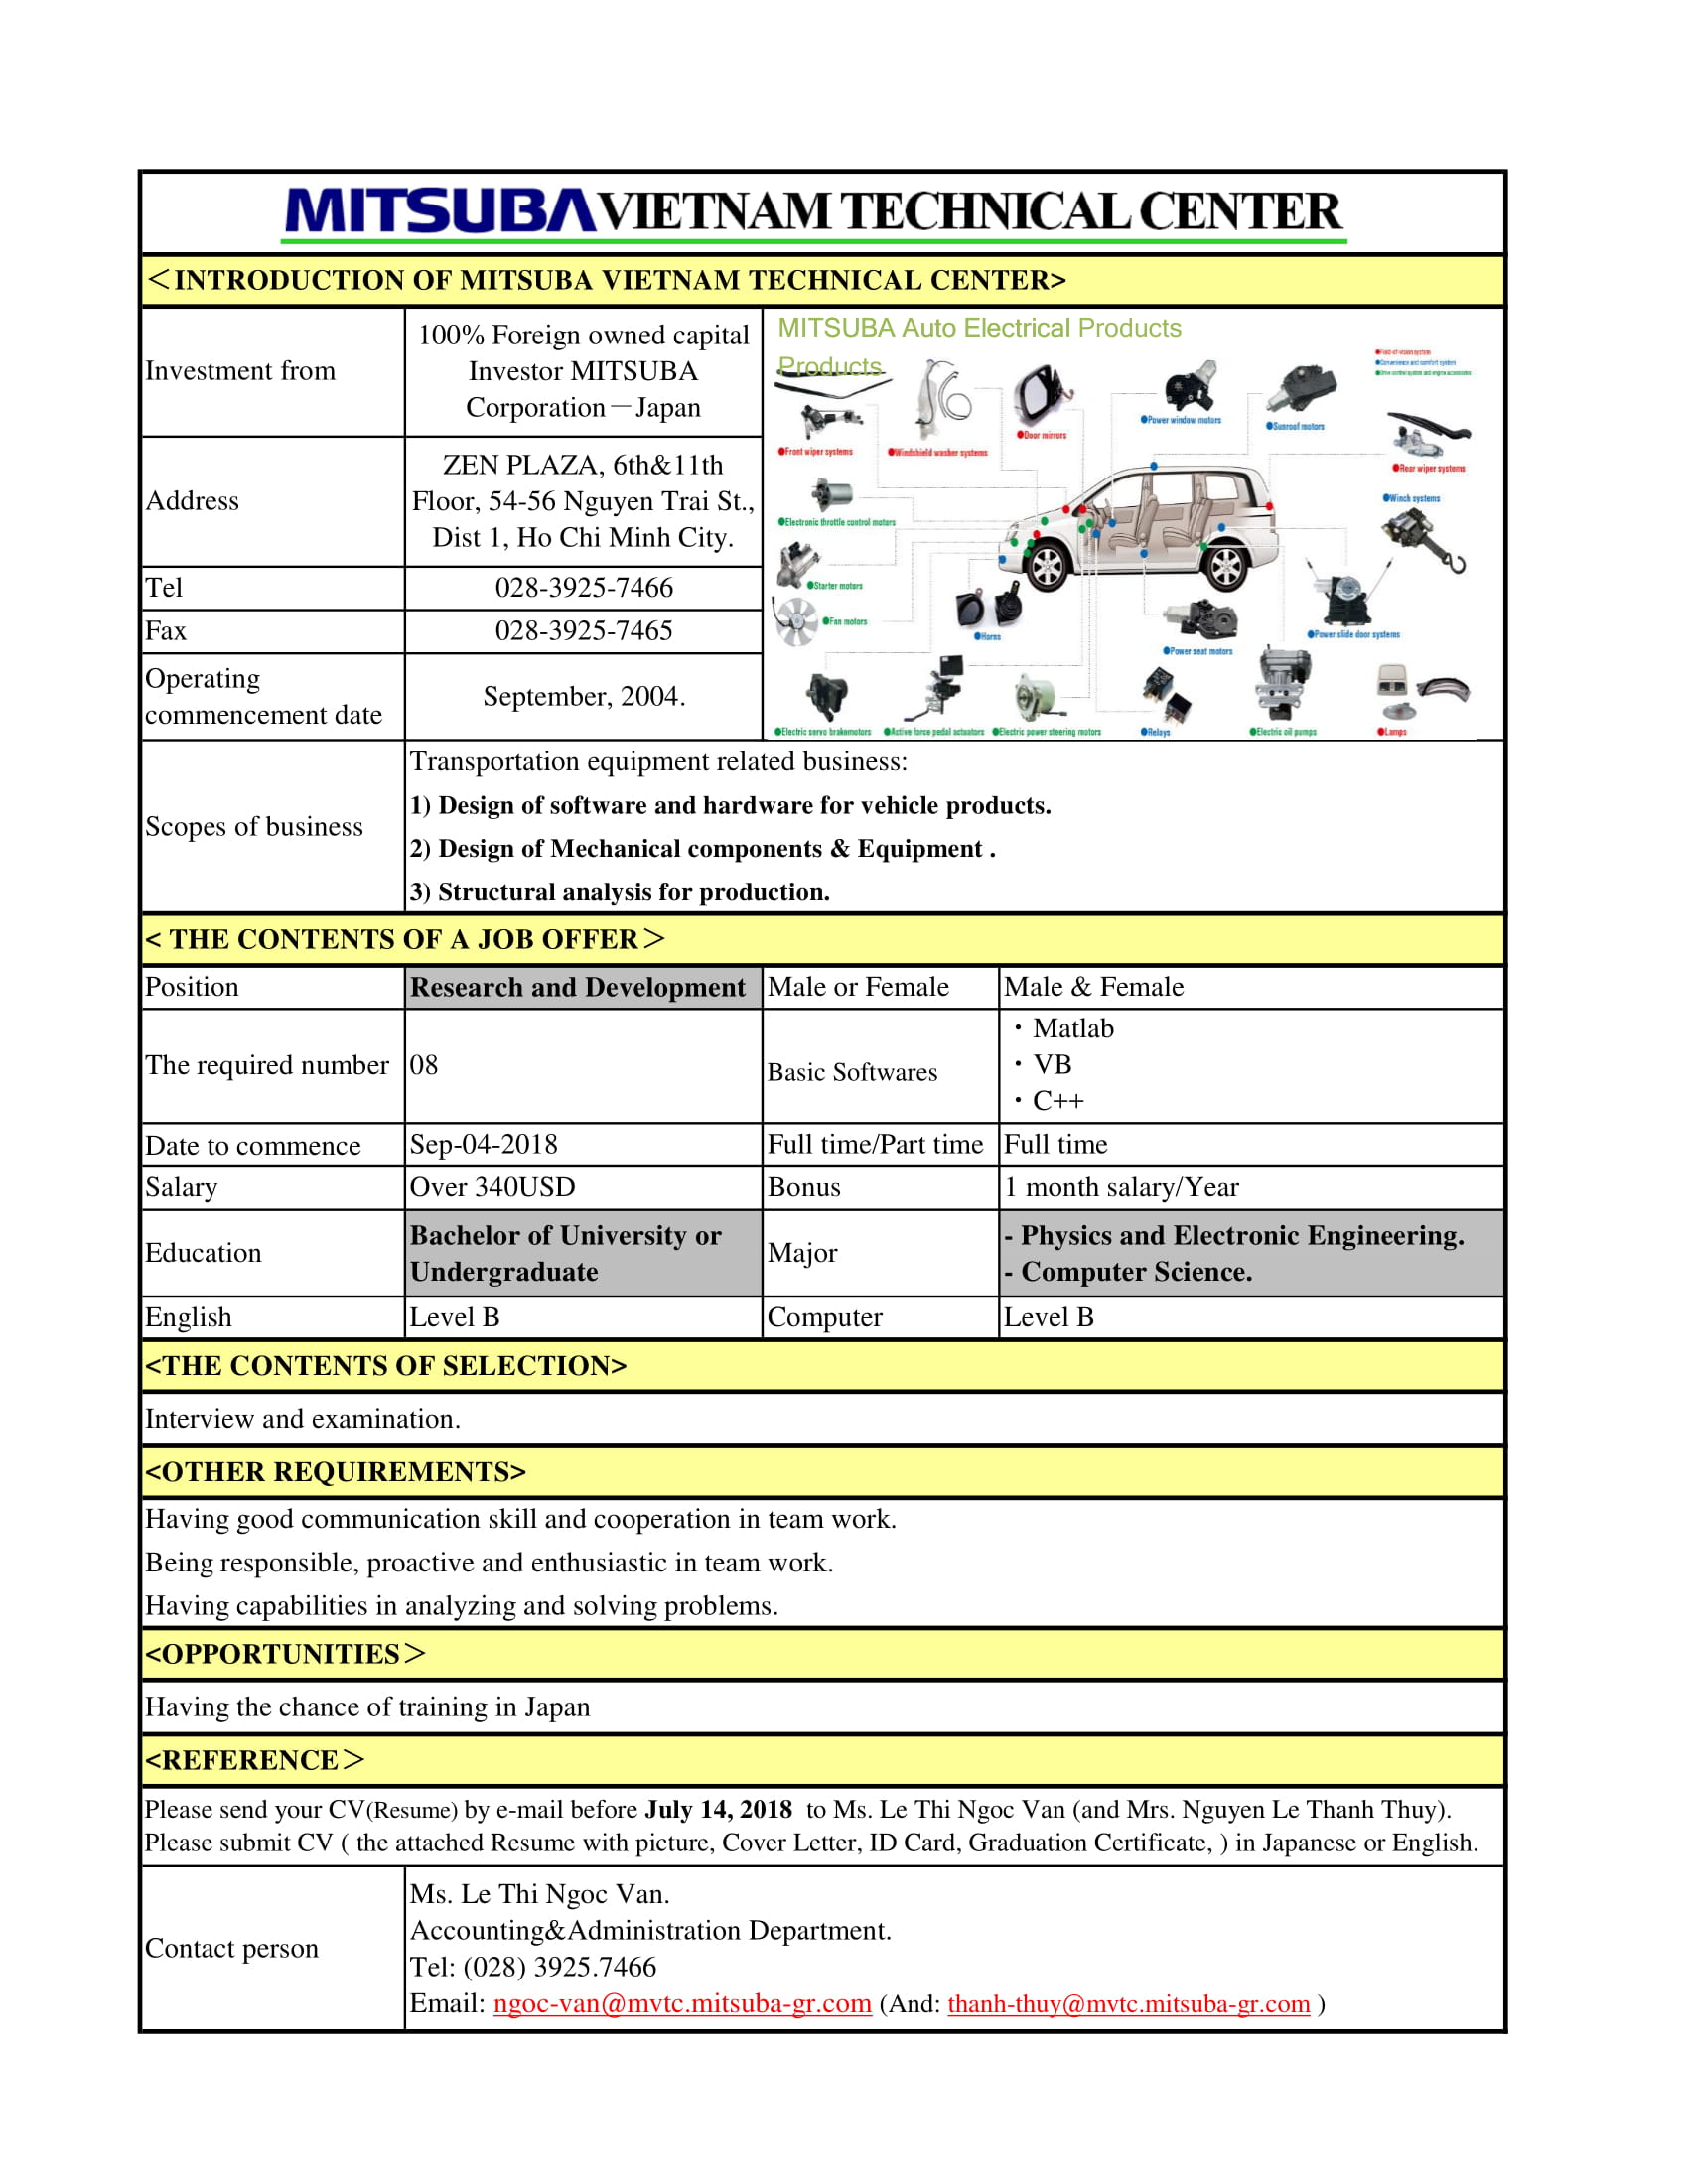 MITSUBA VIETNAM TECHNICAL CENTER
＜INTRODUCTION OF MITSUBA VIETNAM TECHNICAL CENTER>
Investment from
100% Foreign owned capital
Investor MITSUBA
Corporation－Japan
Address
ZEN PLAZA, 6th&11th
Floor, 54-56 Nguyen Trai St.,
Dist 1, Ho Chi Minh City.
Tel
028-3925-7466
Fax
028-3925-7465
Operating
commencement date
September, 2004.
MITSUBA Auto Electrical Products
Products
●Field-of-vision system
●Convenience and comfort system
●Drive control system and engine accessories
●Front wiper systems
●Windshield washer systems
●Door mirrors
●Power window motors
●Sunroof motors
●Rear wiper systems
●Winch systems
●Electronic throttle control motors
●Starter motors
●Fan motors
●Horns
●Power seat motors
●Power slide door systems
●Electric servo brakemotors
●Active force pedal actuators
●Electric power steering motors
●Relays
●Electric oil pumps
●Lamps
Scopes of business
Transportation equipment related business:
1) Design of software and hardware for vehicle products.
2) Design of Mechanical components & Equipment .
3) Structural analysis for production.
< THE CONTENTS OF A JOB OFFER＞
Position
Research and Development
Male or Female
Male & Female
The required number
08
Basic Softwares
・Matlab
・VB
・C++
Date to commence
Sep-04-2018
Full time/Part time
Full time
Salary
Over 340USD
Bonus
1 month salary/Year
Education
Bachelor of University or
Undergraduate
Major
- Physics and Electronic Engineering.
- Computer Science.
English
Level B
Computer
Level B
<THE CONTENTS OF SELECTION>
Interview and examination.
<OTHER REQUIREMENTS>
Having good communication skill and cooperation in team work.
Being responsible, proactive and enthusiastic in team work.
Having capabilities in analyzing and solving problems.
<OPPORTUNITIES＞
Having the chance of training in Japan
<REFERENCE＞
Please send your CV(Resume) by e-mail before July 14, 2018 to Ms. Le Thi Ngoc Van (and Mrs. Nguyen Le Thanh Thuy).
Please submit CV ( the attached Resume with picture, Cover Letter, ID Card, Graduation Certificate, ) in Japanese or English.
Contact person
Ms. Le Thi Ngoc Van.
Accounting&Administration Department.
Tel: (028) 3925.7466
Email: ngoc-van@mvtc.mitsuba-gr.com (And: thanh-thuy@mvtc.mitsuba-gr.com )